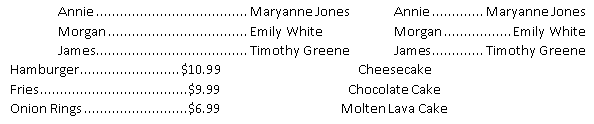 Annie...................................... Maryanne Jones Annie............. Maryanne Jones
Morgan................................... Emily White Morgan.................Emily White
James...................................... Timothy Greene James............. Timothy Greene
Hamburger.........................$10.99 Cheesecake
Fries.....................................$9.99 Chocolate Cake
Onion Rings..........................$6.99 Molten Lava Cake